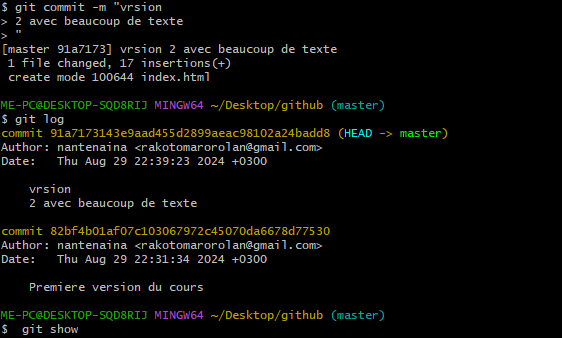 $ git commit -m "vrsion
> 2 avec beaucoup de texte
> "
[master 91a7173] vrsion 2 avec beaucoup de texte
 1 file changed, 17 insertions(+)
 create mode 100644 index.html
ME-PC@DESKTOP-SQD8RIJ MINGW64 ~/Desktop/github (master)
$ git log
commit 91a7173143e9aad455d2899aeac98102a24badd8 (HEAD -> master)
Author: nantenaina <rakotomarorolan@gmail.com>
Date:   Thu Aug 29 22:39:23 2024 +0300
    vrsion
    2 avec beaucoup de texte
commit 82bf4b01af07c103067972c45070da6678d77530
Author: nantenaina <rakotomarorolan@gmail.com>
Date:   Thu Aug 29 22:31:34 2024 +0300
    Premiere version du cours
ME-PC@DESKTOP-SQD8RIJ MINGW64 ~/Desktop/github (master)
$  git show